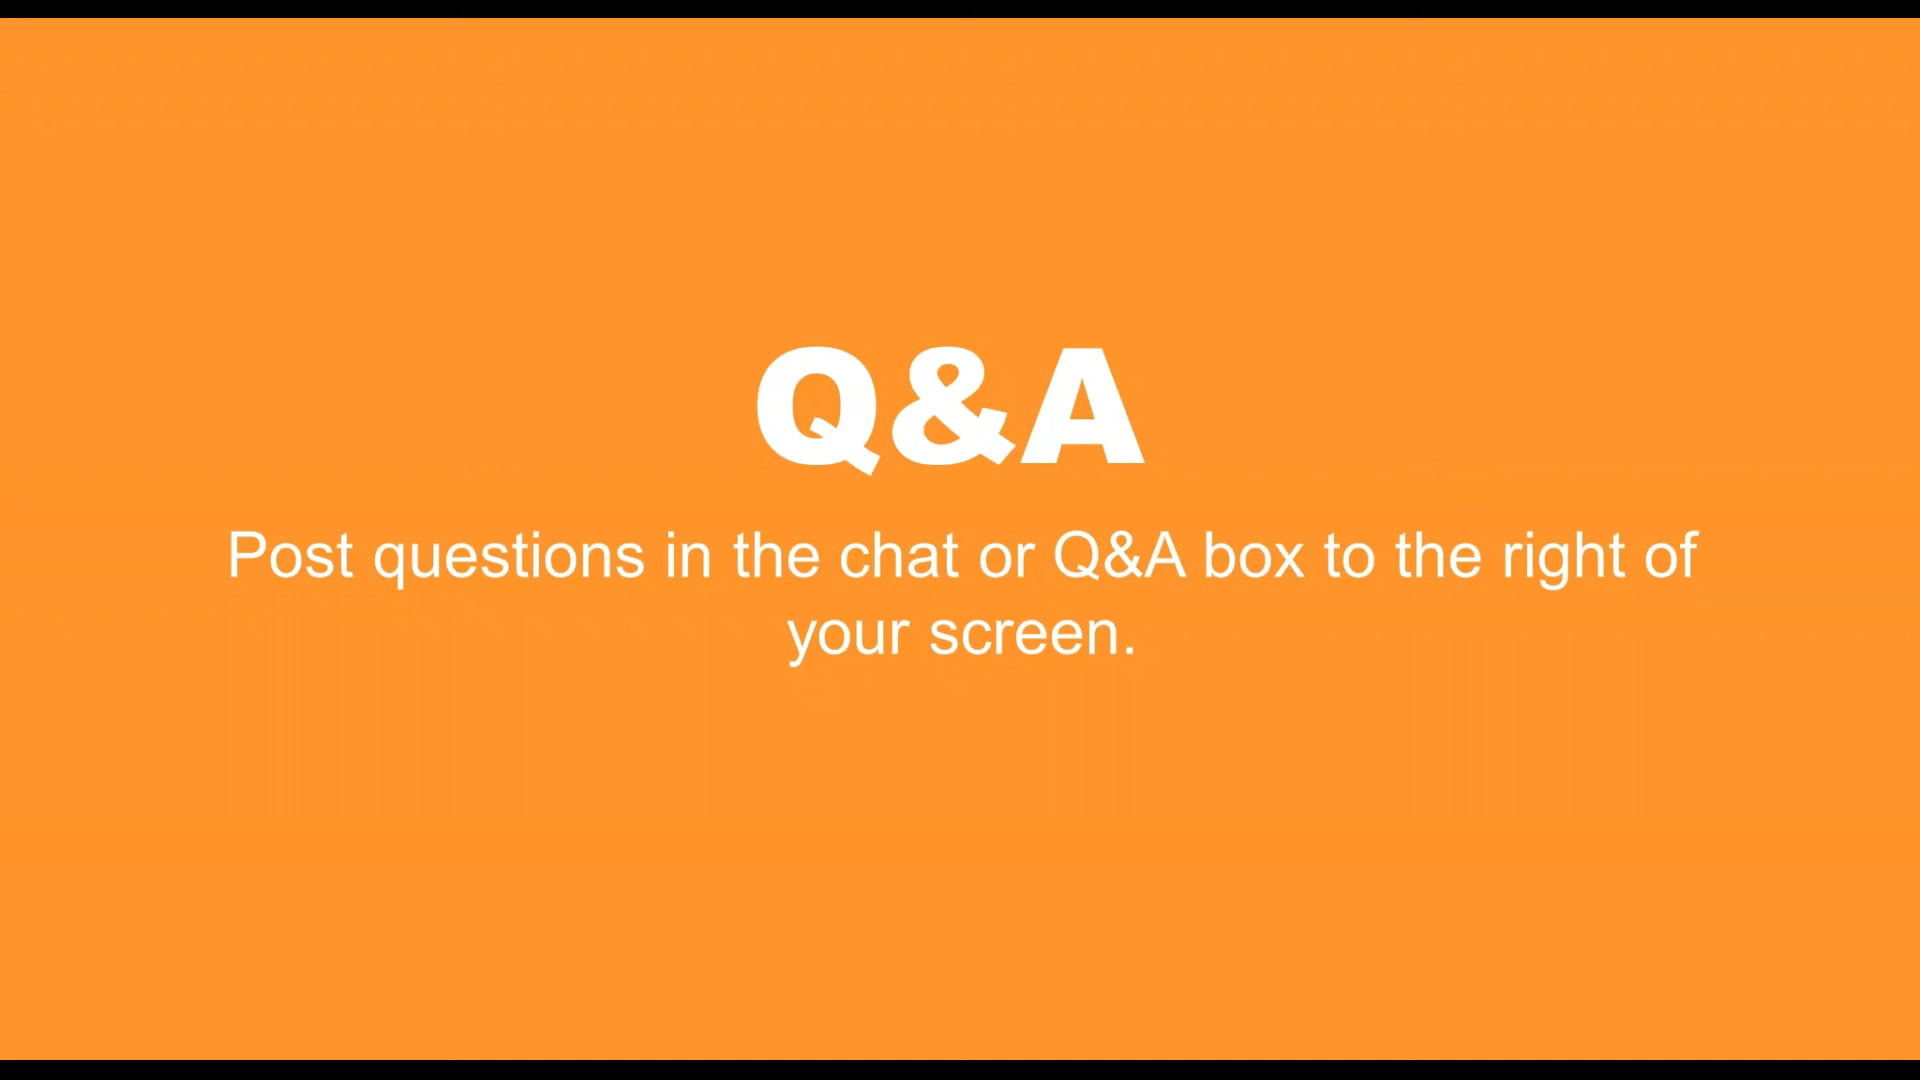 Q&A
Post questions in the chat or Q&A box to the right of
your screen.